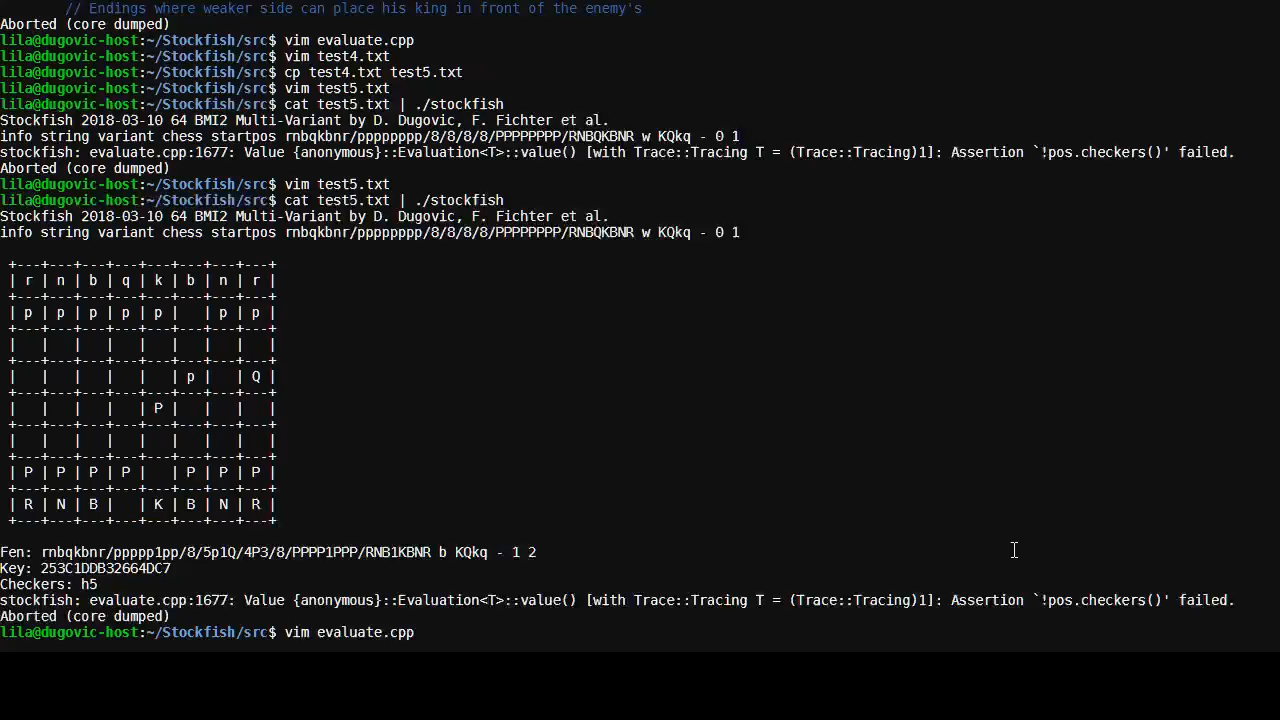 // Endings where weaker side can place his king in front of the enemy's
Aborted (core dumped)
lila@dugovic-host:~/Stockfish/src$ vim evaluate.cpp
lila@dugovic-host:~/Stockfish/src$ vim test4.txt
lila@dugovic-host:~/Stockfish/src$ cp test4.txt test5.txt
lila@dugovic-host:~/Stockfish/src$ vim test5.txt
lila@dugovic-host:~/Stockfish/src$ cat test5.txt | ./stockfish
Stockfish 2018-03-10 64 BMI2 Multi-Variant by D. Dugovic, F. Fichter et al.
info string variant chess startpos rnbqkbnr/pppppppp/8/8/8/8/PPPPPPPP/RNBQKBNR w KQkq - 0 1
stockfish: evaluate.cpp:1677: Value {anonymous}::Evaluation<T>::value() [with Trace::Tracing T = (Trace::Tracing)1]: Assertion `!pos.checkers()' failed.
Aborted (core dumped)
lila@dugovic-host:~/Stockfish/src$ vim test5.txt
lila@dugovic-host:~/Stockfish/src$ cat test5.txt | ./stockfish
Stockfish 2018-03-10 64 BMI2 Multi-Variant by D. Dugovic, F. Fichter et al.
info string variant chess startpos rnbqkbnr/pppppppp/8/8/8/8/PPPPPPPP/RNBQKBNR w KQkq - 0 1
 +---+---+---+---+---+---+---+---+
 | r | n | b | q | k | b | n | r |
 +---+---+---+---+---+---+---+---+
 | p | p | p | p | p |   | p | p |
 +---+---+---+---+---+---+---+---+
 |   |   |   |   |   |   |   |   |
 +---+---+---+---+---+---+---+---+
 |   |   |   |   |   | p |   | Q |
 +---+---+---+---+---+---+---+---+
 |   |   |   |   | P |   |   |   |
 +---+---+---+---+---+---+---+---+
 |   |   |   |   |   |   |   |   |
 +---+---+---+---+---+---+---+---+
 | P | P | P | P |   | P | P | P |
 +---+---+---+---+---+---+---+---+
 | R | N | B |   | K | B | N | R |
 +---+---+---+---+---+---+---+---+
Fen: rnbqkbnr/ppppp1pp/8/5p1Q/4P3/8/PPPP1PPP/RNB1KBNR b KQkq - 1 2
Key: 253C1DDB32664DC7
Checkers: h5
stockfish: evaluate.cpp:1677: Value {anonymous}::Evaluation<T>::value() [with Trace::Tracing T = (Trace::Tracing)1]: Assertion `!pos.checkers()' failed.
Aborted (core dumped)
lila@dugovic-host:~/Stockfish/src$ vim evaluate.cpp